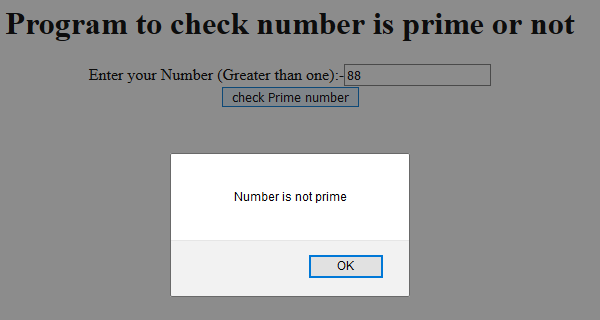 Program to check number is prime or not
Enter your Number (Greater than one):-88
check Prime number
Number is not prime
OK